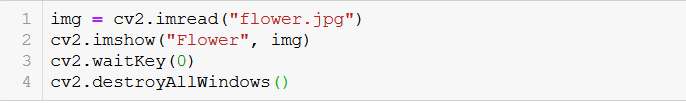 1 img = cv2.imread("flower.jpg")
2 cv2.imshow("Flower", img)
3 cv2.waitKey(0)
4 cv2.destroyAllWindows()